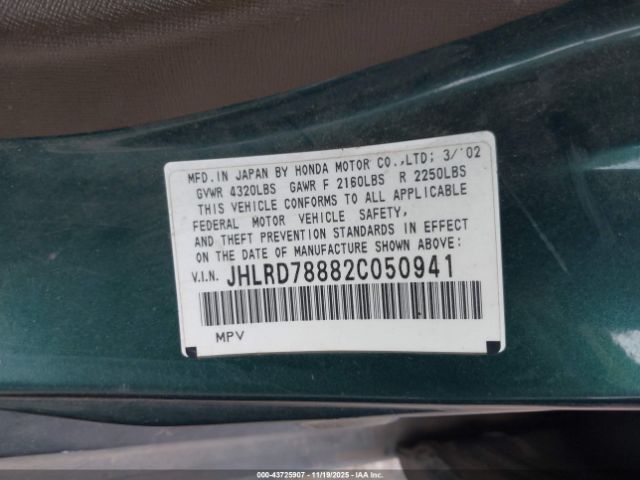 MFD.IN JAPAN BY HONDA MOTOR CO.,LTD; 3/'02
GVWR 4320LBS GAWR F 2160LBS R 2250LBS
THIS VEHICLE CONFORMS TO ALL APPLICABLE
FEDERAL MOTOR VEHICLE SAFETY,
AND THEFT PREVENTION STANDARDS IN EFFECT
ON THE DATE OF MANUFACTURE SHOWN ABOVE:
V.I.N. JHLRD78882C050941
MPV
000-43725907 - 11/19/2025 - IAAHOLDINGS, LLC